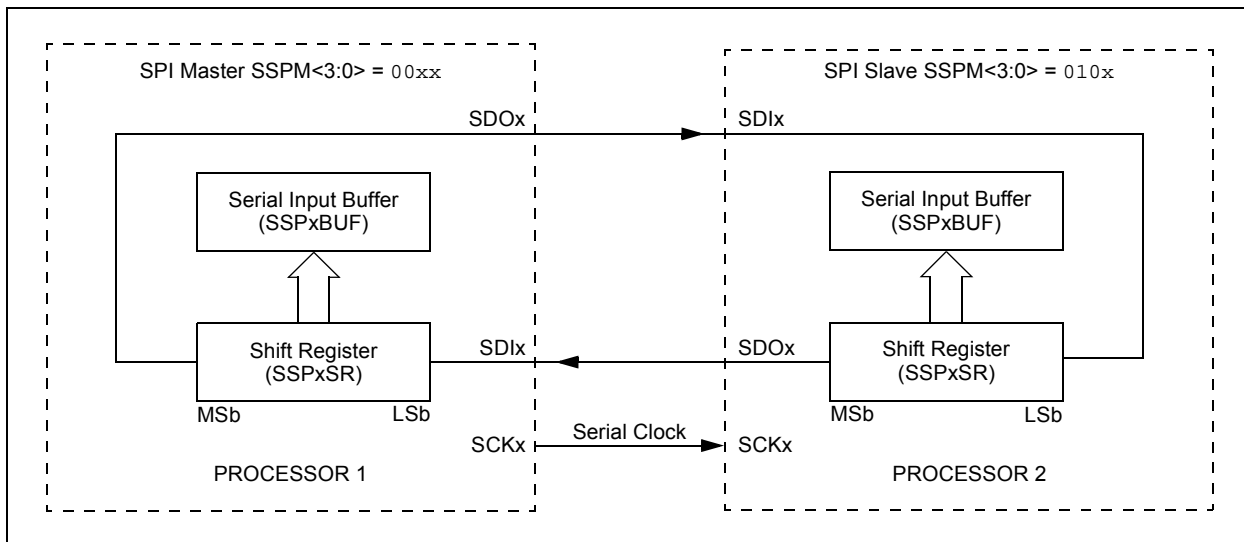 SPI Master SSPM<3:0> = 00xx
SPI Slave SSPM<3:0> = 010x
SDOx
SDIx
Serial Input Buffer
(SSPxBUF)
Serial Input Buffer
(SSPxBUF)
Shift Register
(SSPxSR)
SDIx
SDOx
Shift Register
(SSPxSR)
MSb
LSb
MSb
LSb
SCKx
Serial Clock
SCKx
PROCESSOR 1
PROCESSOR 2